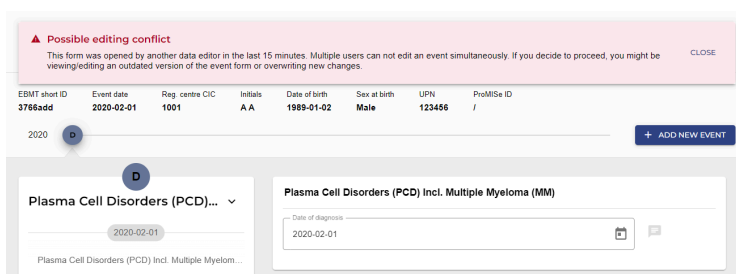 Possible editing conflict
This form was opened by another data editor in the last 15 minutes. Multiple users can not edit an event simultaneously. If you decide to proceed, you might be
viewing/editing an outdated version of the event form or overwriting new changes.
CLOSE
EBMT short ID Event date Reg. centre CIC Initials Date of birth Sex at birth UPN ProMISe ID
3766add 2020-02-01 1001 A A 1989-01-02 Male 123456 /
2020 D + ADD NEW EVENT
D
Plasma Cell Disorders (PCD)...
2020-02-01
Plasma Cell Disorders (PCD) Incl. Multiple Myelom...
Plasma Cell Disorders (PCD) Incl. Multiple Myeloma (MM)
Date of diagnosis
2020-02-01